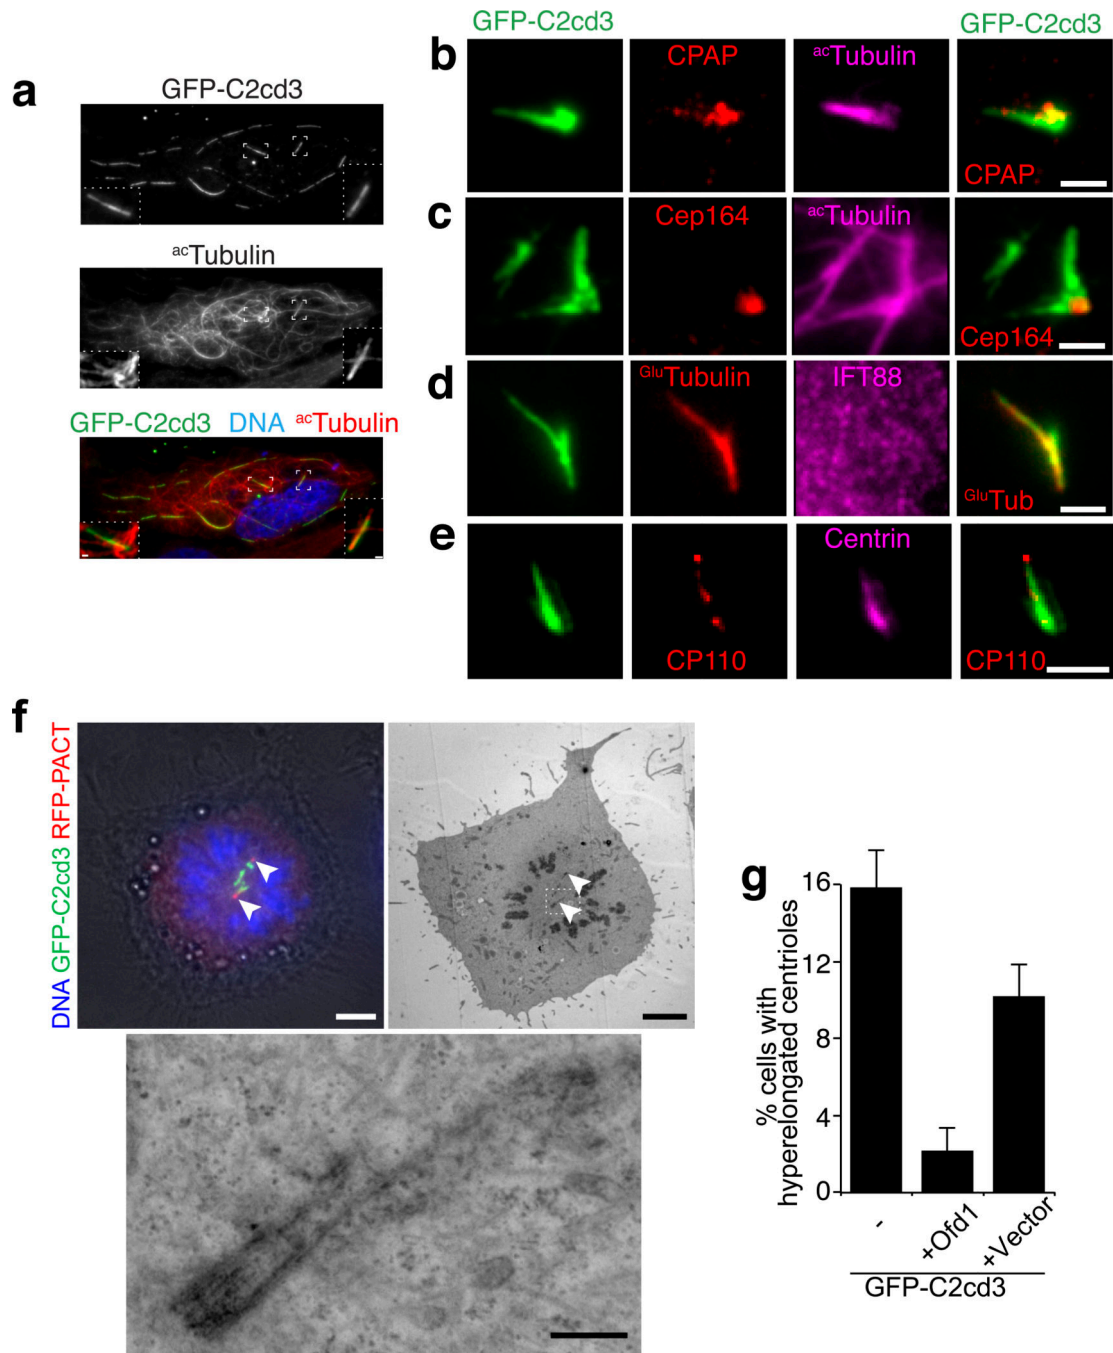 a
GFP-C2cd3
acTubulin
GFP-C2cd3 DNA acTubulin
GFP-C2cd3 GFP-C2cd3
b
CPAP
acTubulin
CPAP
c
Cep164
acTubulin
Cep164
d
GluTubulin
IFT88
GluTub
e
Centrin
CP110
CP110
f
DNA GFP-C2cd3 RFP-PACT
g
% cells with
hyperelongated centrioles
16
12
8
4
0
-
+Ofd1
+Vector
GFP-C2cd3